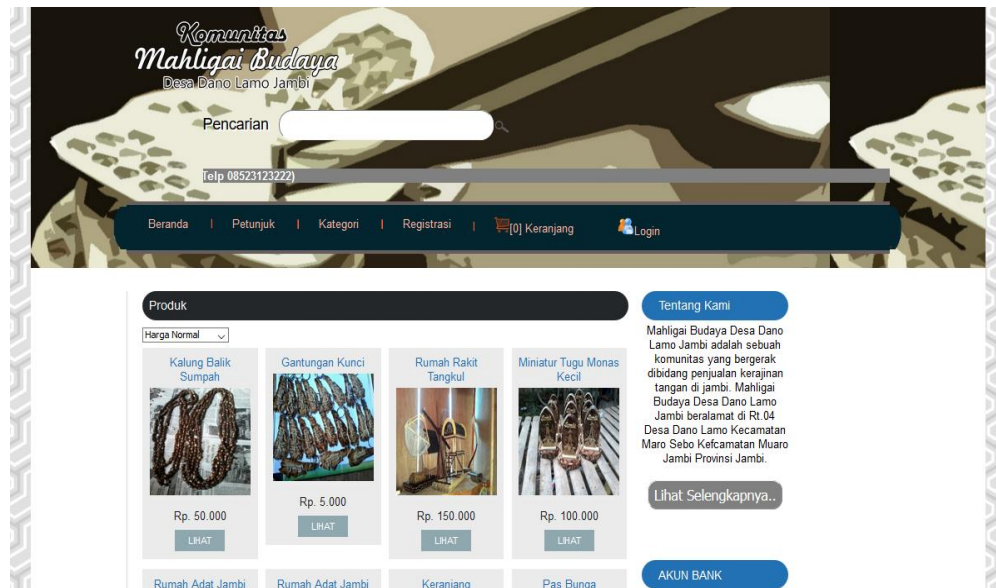 Komunitas
Mahligai Budaya
Desa Dano Lamo Jambi
Pencarian
Telp 08523123222)
Beranda | Petunjuk | Kategori | Registrasi | [0] Keranjang Login
Produk
Harga Normal
Kalung Balik
Sumpah
Rp. 50.000
LIHAT
Gantungan Kunci
Rp. 5.000
LIHAT
Rumah Rakit
Tangkul
Rp. 150.000
LIHAT
Miniatur Tugu Monas
Kecil
Rp. 100.000
LIHAT
Rumah Adat Jambi
Rumah Adat Jambi
Keranjang
Pas Bunga
Tentang Kami
Mahligai Budaya Desa Dano
Lamo Jambi adalah sebuah
komunitas yang bergerak
dibidang penjualan kerajinan
tangan di jambi. Mahligai
Budaya Desa Dano Lamo
Jambi beralamat di Rt.04
Desa Dano Lamo Kecamatan
Maro Sebo Kefcamatan Muaro
Jambi Provinsi Jambi.
Lihat Selengkapnya..
AKUN BANK